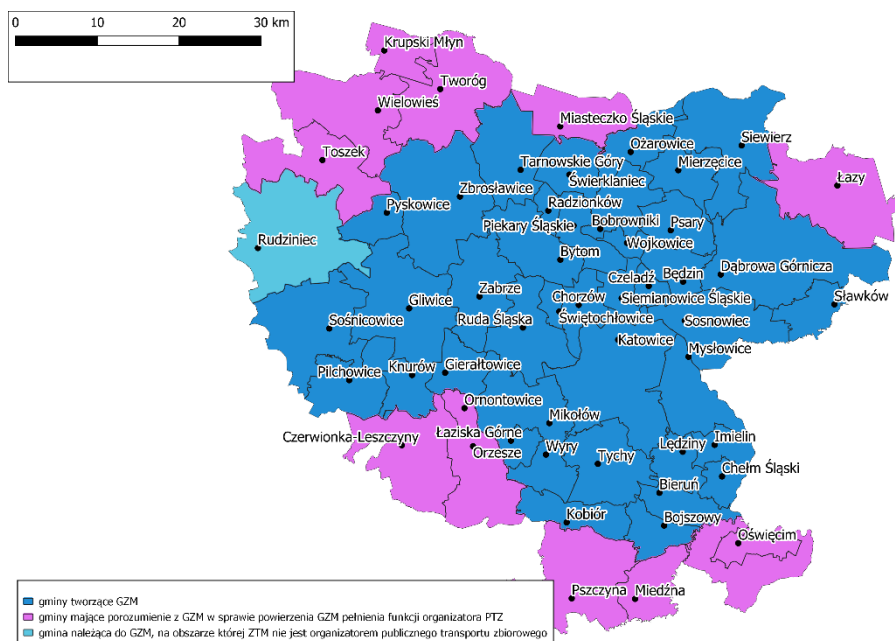 0 10 20 30 km
Krupski Młyn
Tworóg
Wielowieś
Miasteczko Śląskie
Siewierz
Ożarowice
Toszek
Tarnowskie Góry
Mierzęcice
Świerklaniec
Łazy
Zbrosławice
Pyskowice
Radzionków
Piekary Śląskie
Bobrowniki
Psary
Rudziniec
Wojkowice
Bytom
Dąbrowa Górnicza
Czeladź
Będzin
Zabrze
Chorzów
Siemianowice Śląskie
Sławków
Gliwice
Świętochłowice
Sosnowiec
Sośnicowice
Ruda Śląska
Katowice
Mysłowice
Pilchowice
Knurów
Gierałtowice
Ornontowice
Mikołów
Czerwionka-Leszczyny
Łaziska Górne
Orzesze
Wyry
Tychy
Lędziny
Imielin
Chełm Śląski
Bieruń
Kobiór
Bojszowy
Oświęcim
Pszczyna
Miedźna
gminy tworzące GZM
gminy mające porozumienie z GZM w sprawie powierzenia GZM pełnienia funkcji organizatora PTZ
gmina należąca do GZM, na obszarze której ZTM nie jest organizatorem publicznego transportu zbiorowego